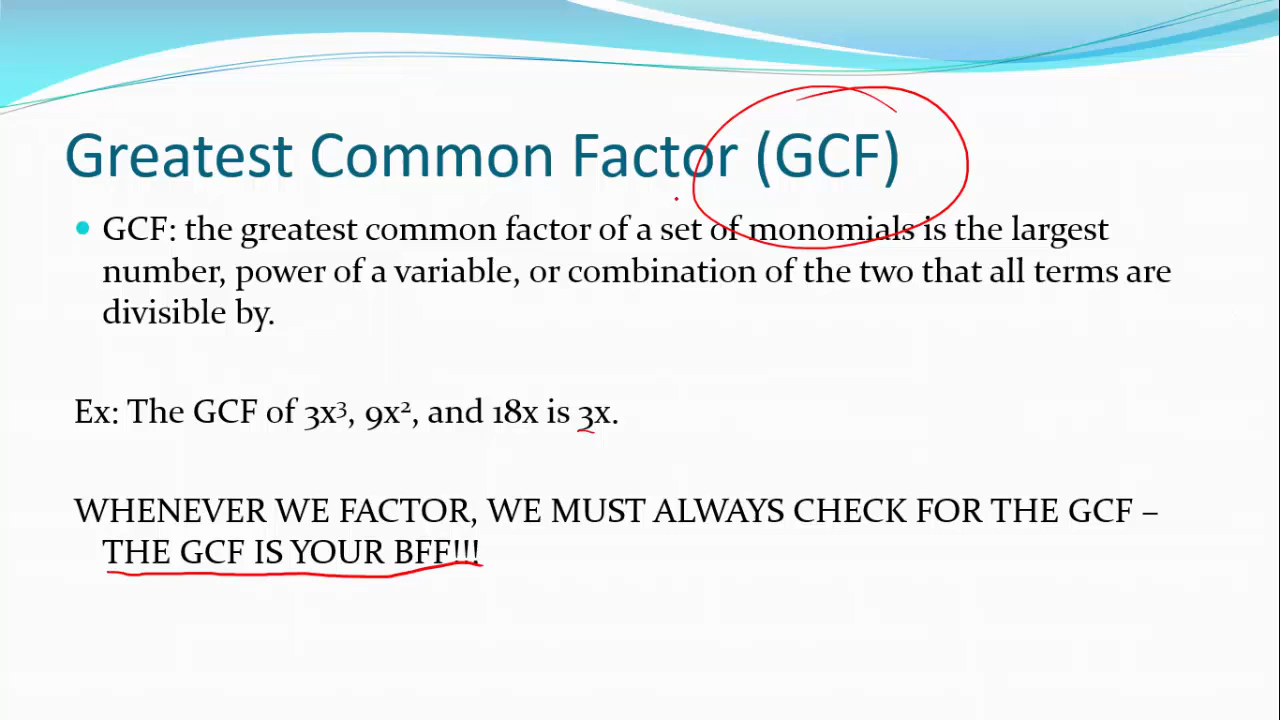 Greatest Common Factor (GCF)
• GCF: the greatest common factor of a set of monomials is the largest
number, power of a variable, or combination of the two that all terms are
divisible by.
Ex: The GCF of 3x³, 9x², and 18x is 3x.
WHENEVER WE FACTOR, WE MUST ALWAYS CHECK FOR THE GCF –
THE GCF IS YOUR BFF!!!